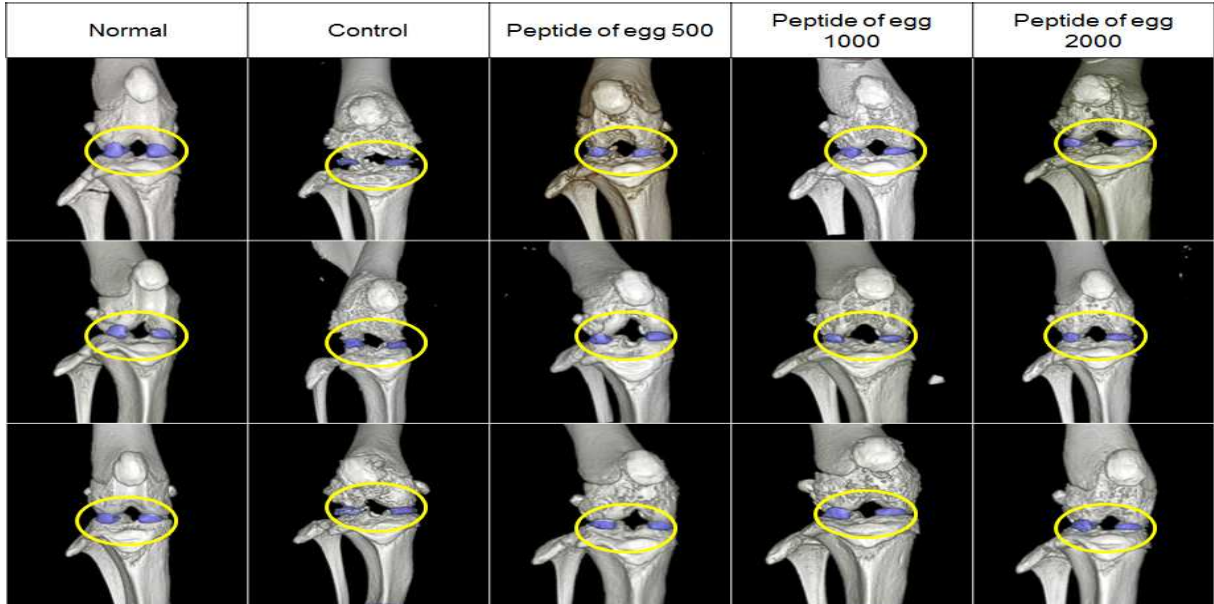 Normal
Control
Peptide of egg 500
Peptide of egg
1000
Peptide of egg
2000